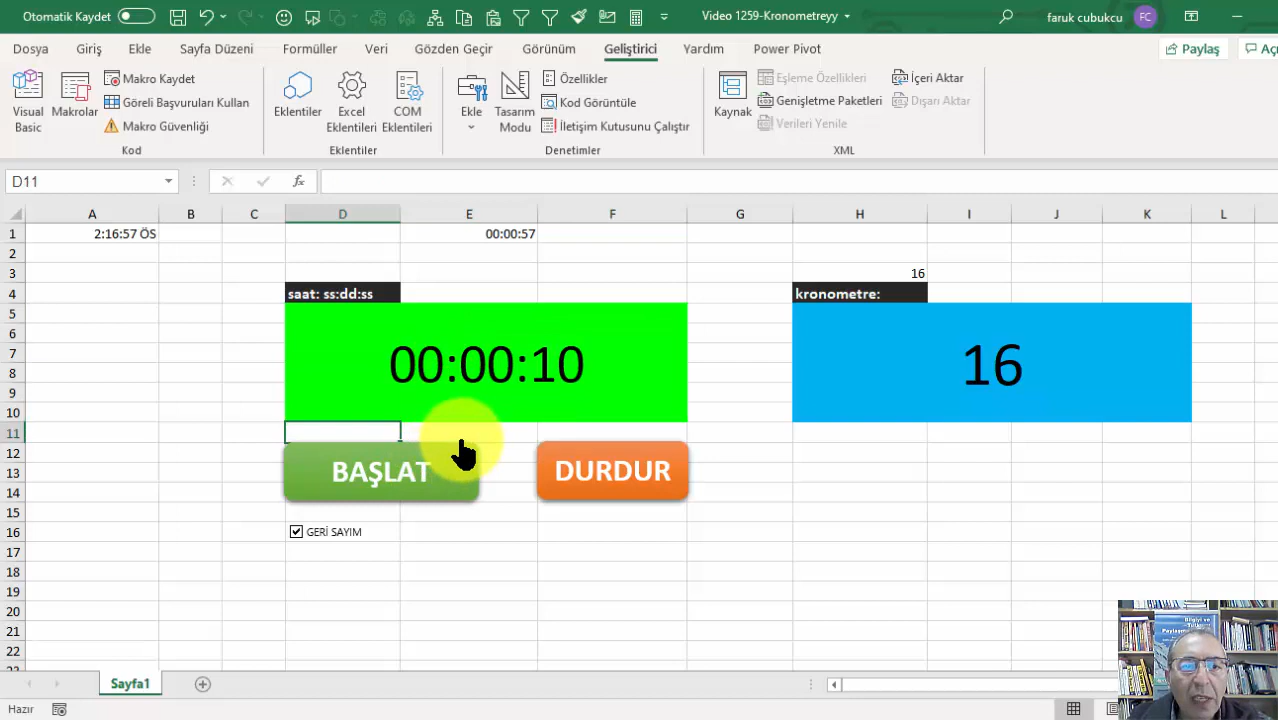 Otomatik Kaydet
Video 1259-Kronometreyy
faruk cubukcu
FC
Dosya
Giriş
Ekle
Sayfa Düzeni
Formüller
Veri
Gözden Geçir
Görünüm
Geliştirici
Yardım
Power Pivot
Paylaş
Visual
Basic
Makrolar
Makro Kaydet
Göreli Başvuruları Kullan
Makro Güvenliği
Kod
Eklentiler
Excel
Eklentileri
COM
Eklentileri
Eklentiler
Ekle
Tasarım
Modu
Özellikler
Kod Görüntüle
İletişim Kutusunu Çalıştır
Denetimler
Kaynak
Eşleme Özellikleri
Genişletme Paketleri
Verileri Yenile
İçeri Aktar
Dışarı Aktar
XML
D11
fx
A B C D E F G H I J K L
1 2:16:57 ÖS 00:00:57
2
3 16
4 saat: ss:dd:ss kronometre:
5
6
7 00:00:10 16
8
9
10
11
12
13 BAŞLAT DURDUR
14
15
16 GERİ SAYIM
17
18
19
20
21
22
Sayfa1
Hazır